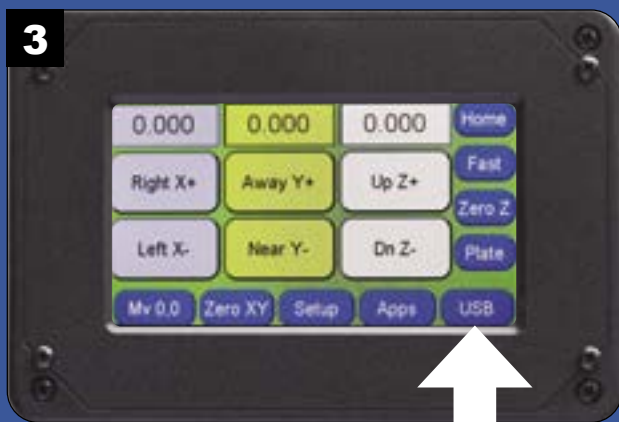 3
0.000 0.000 0.000 Home
Right X+ Away Y+ Up Z+ Fast
Zero Z
Left X- Near Y- Dn Z- Plate
Mv 0,0 Zero XY Setup Apps USB